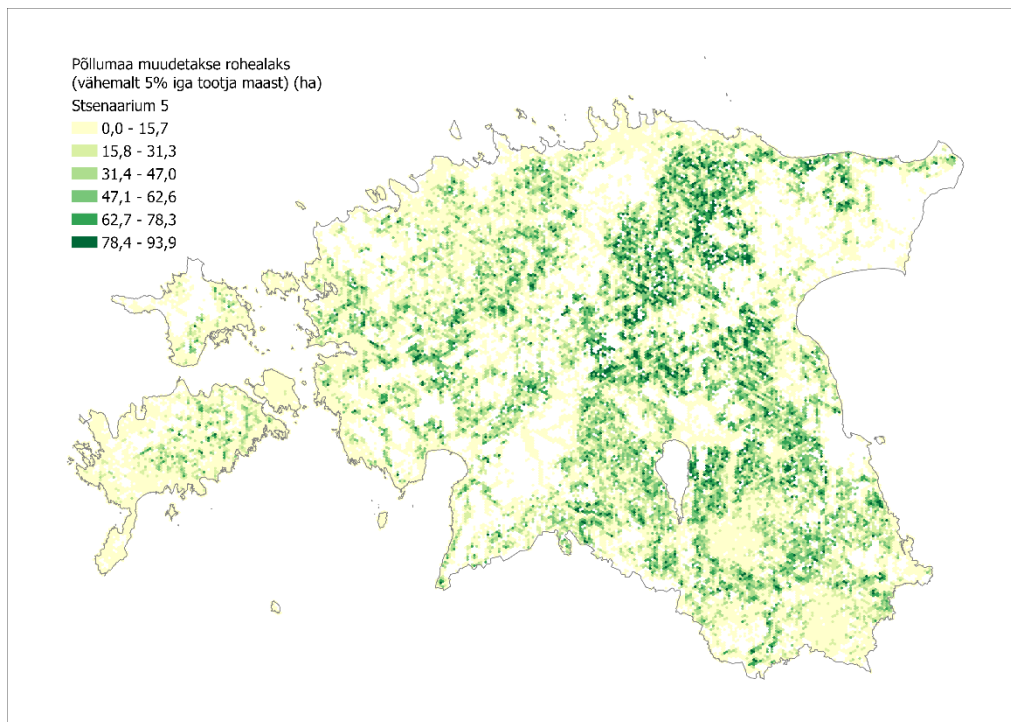 Põllumaa muudetakse rohealaks
(vähemalt 5% iga tootja maast) (ha)
Stsenaarium 5
0,0 - 15,7
15,8 - 31,3
31,4 - 47,0
47,1 - 62,6
62,7 - 78,3
78,4 - 93,9